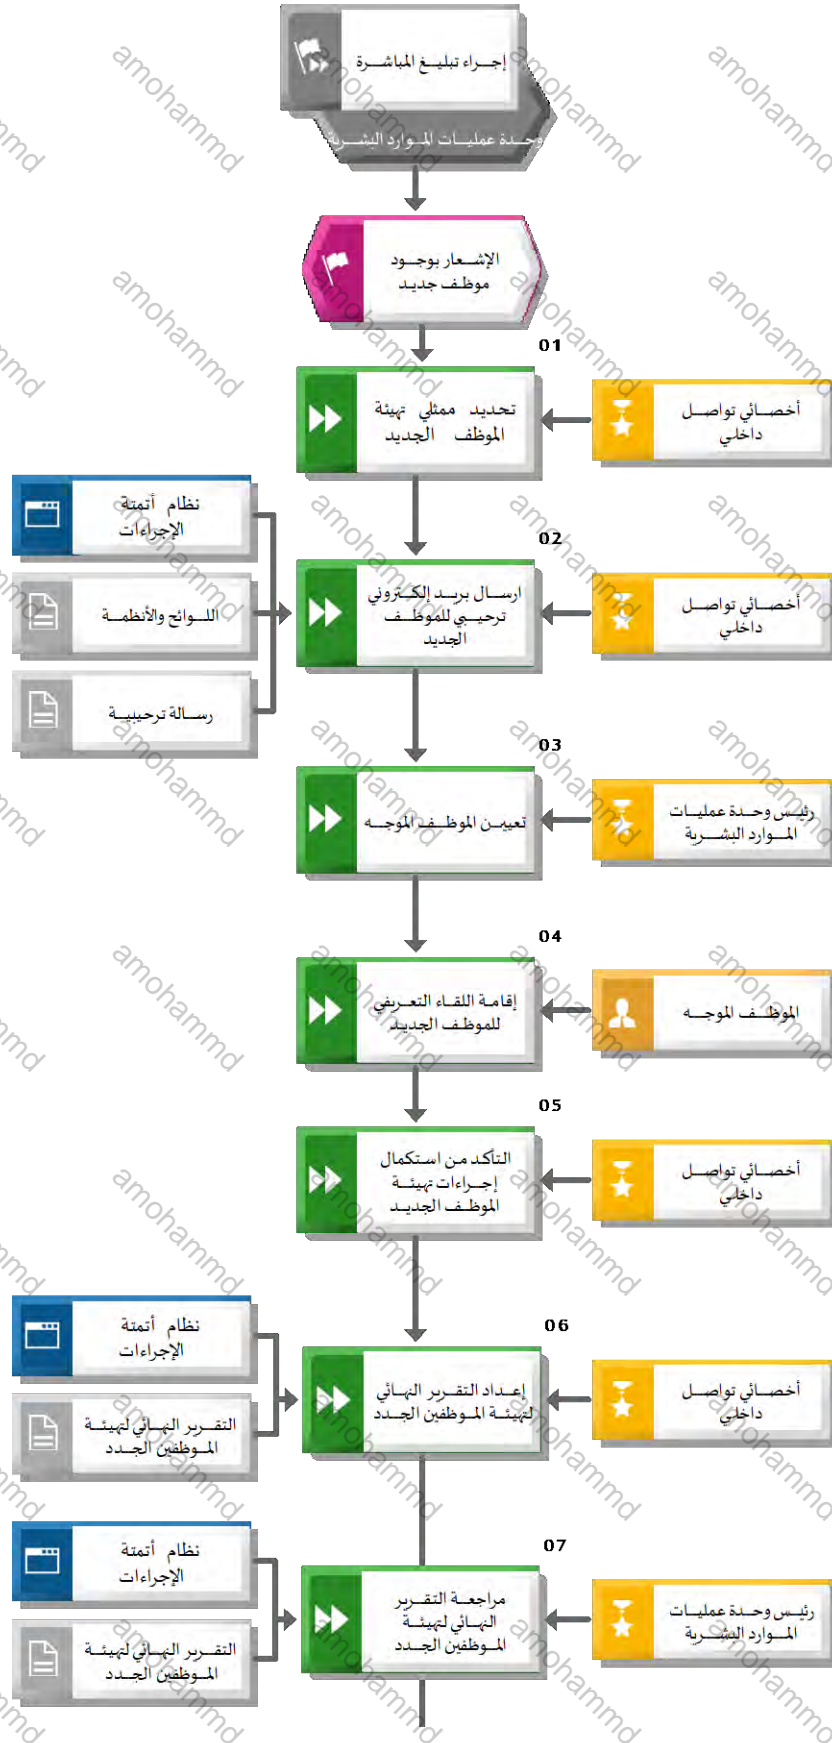 إجراء تبليغ المباشرة
وحدة عمليات الموارد البشرية
الإشعار بوجود
موظف جديد
01
تحديد ممثلي تهيئة
الموظف الجديد
أخصائي تواصل
داخلي
نظام أتمتة
الإجراءات
اللوائح والأنظمة
رسالة ترحيبية
02
ارسال بريد إلكتروني
ترحيبي للموظف
الجديد
أخصائي تواصل
داخلي
03
تعيين الموظف الموجه
رئيس وحدة عمليات
الموارد البشرية
04
إقامة اللقاء التعريفي
للموظف الجديد
الموظف الموجه
05
التأكد من استكمال
إجراءات تهيئة
الموظف الجديد
أخصائي تواصل
داخلي
نظام أتمتة
الإجراءات
التقرير النهائي لتهيئة
الموظفين الجدد
06
إعداد التقرير النهائي
لتهيئة الموظفين الجدد
أخصائي تواصل
داخلي
نظام أتمتة
الإجراءات
التقرير النهائي لتهيئة
الموظفين الجدد
07
مراجعة التقرير
النهائي لتهيئة
الموظفين الجدد
رئيس وحدة عمليات
الموارد البشرية
amohammd